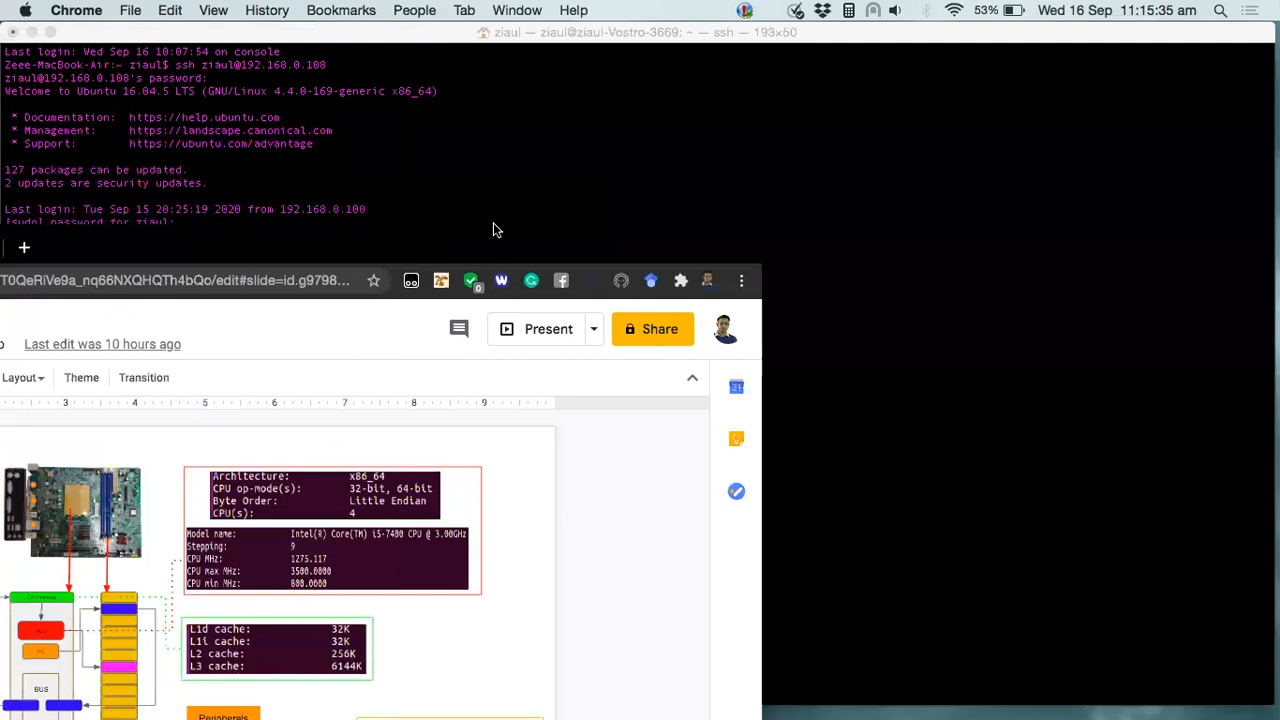 Chrome File Edit View History Bookmarks People Tab Window Help 53% Wed 16 Sep 11:15:35 am
ziaul — ziaul@ziaul-Vostro-3669: ~ — ssh — 193×50
Last login: Wed Sep 16 10:07:54 on console
Zeee-MacBook-Air:~ ziaul$ ssh ziaul@192.168.0.108
ziaul@192.168.0.108's password:
Welcome to Ubuntu 16.04.5 LTS (GNU/Linux 4.4.0-169-generic x86_64)
* Documentation: https://help.ubuntu.com
* Management: https://landscape.canonical.com
* Support: https://ubuntu.com/advantage
127 packages can be updated.
2 updates are security updates.
Last login: Tue Sep 15 20:25:19 2020 from 192.168.0.100
[sudo] password for ziaul:
+
T0QeRiVe9a_nq66NXQHQTh4bQo/edit#slide=id.g9798...
0
W
Present
Share
p
Last edit was 10 hours ago
Layout Theme Transition
31
3 4 5 6 7 8 9
Architecture: x86_64
CPU op-mode(s): 32-bit, 64-bit
Byte Order: Little Endian
CPU(s): 4
Model name: Intel(R) Core(TM) i5-7400 CPU @ 3.00GHz
Stepping: 9
CPU MHz: 1275.117
CPU max MHz: 3500.0000
CPU min MHz: 800.0000
L1d cache: 32K
L1i cache: 32K
L2 cache: 256K
L3 cache: 6144K
BUS
Peripherals